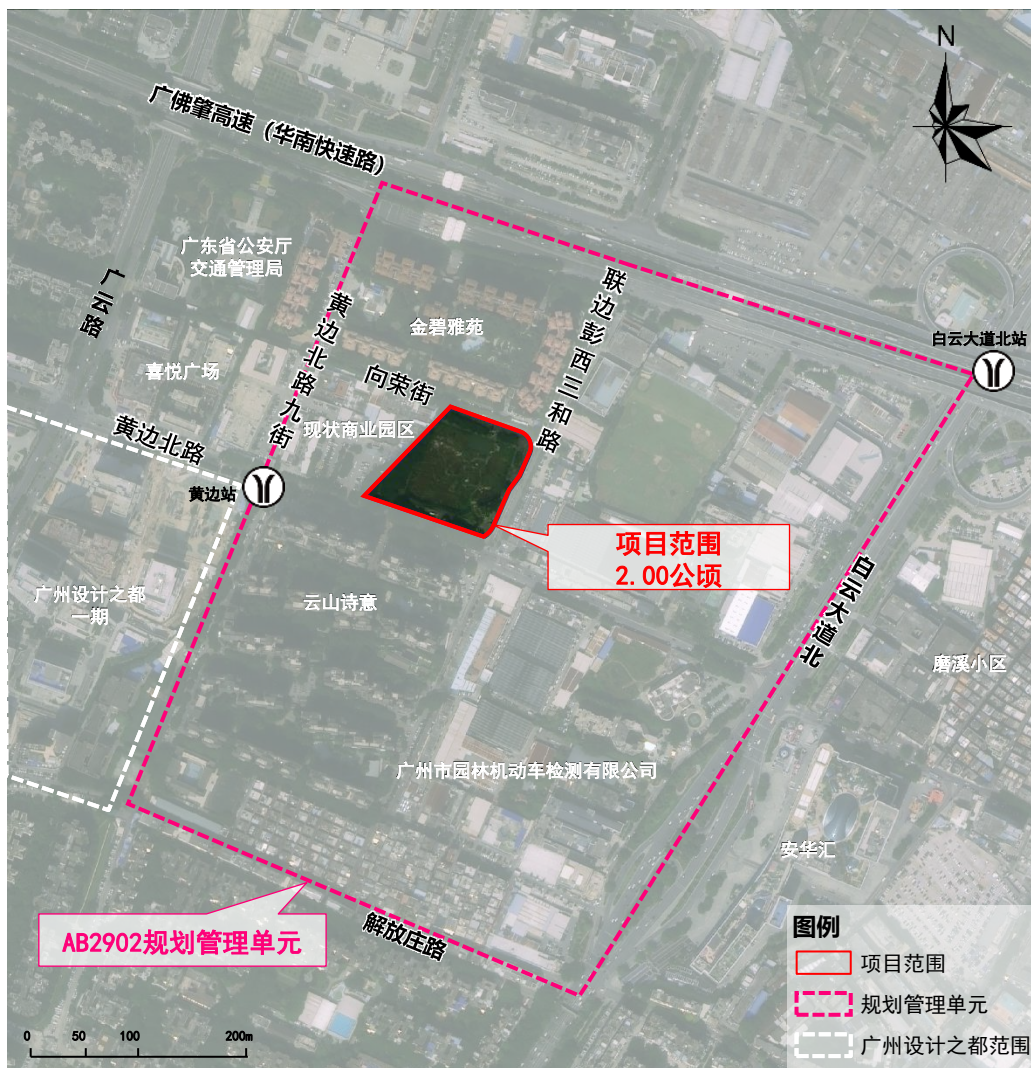 N
广佛肇高速（华南快速路）
广东省公安厅
交通管理局
广云路
黄边北路九街
联边彭西三和路
金碧雅苑
白云大道北站
喜悦广场
向荣街
现状商业园区
黄边北路
黄边站
项目范围
2.00公顷
白云大道北
广州设计之都
一期
云山诗意
磨溪小区
广州市园林机动车检测有限公司
安华汇
AB2902规划管理单元
解放庄路
图例
项目范围
规划管理单元
广州设计之都范围
0 50 100 200m